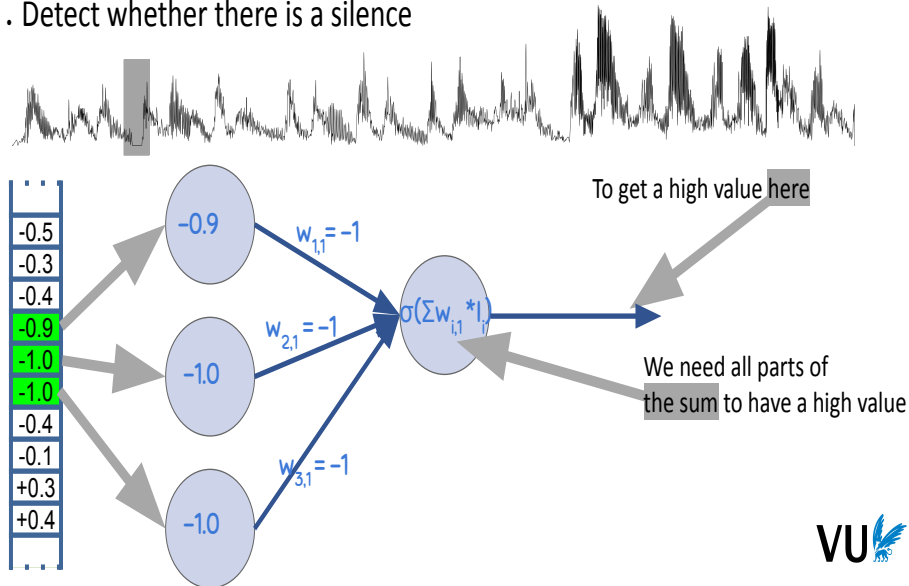 . Detect whether there is a silence
To get a high value here
-0.5
-0.3
-0.4
-0.9
-1.0
-1.0
-0.4
-0.1
+0.3
+0.4
-0.9
-1.0
-1.0
w1,1 = -1
w2,1 = -1
w3,1 = -1
σ(Σwi,1*Ii)
We need all parts of
the sum to have a high value
VU